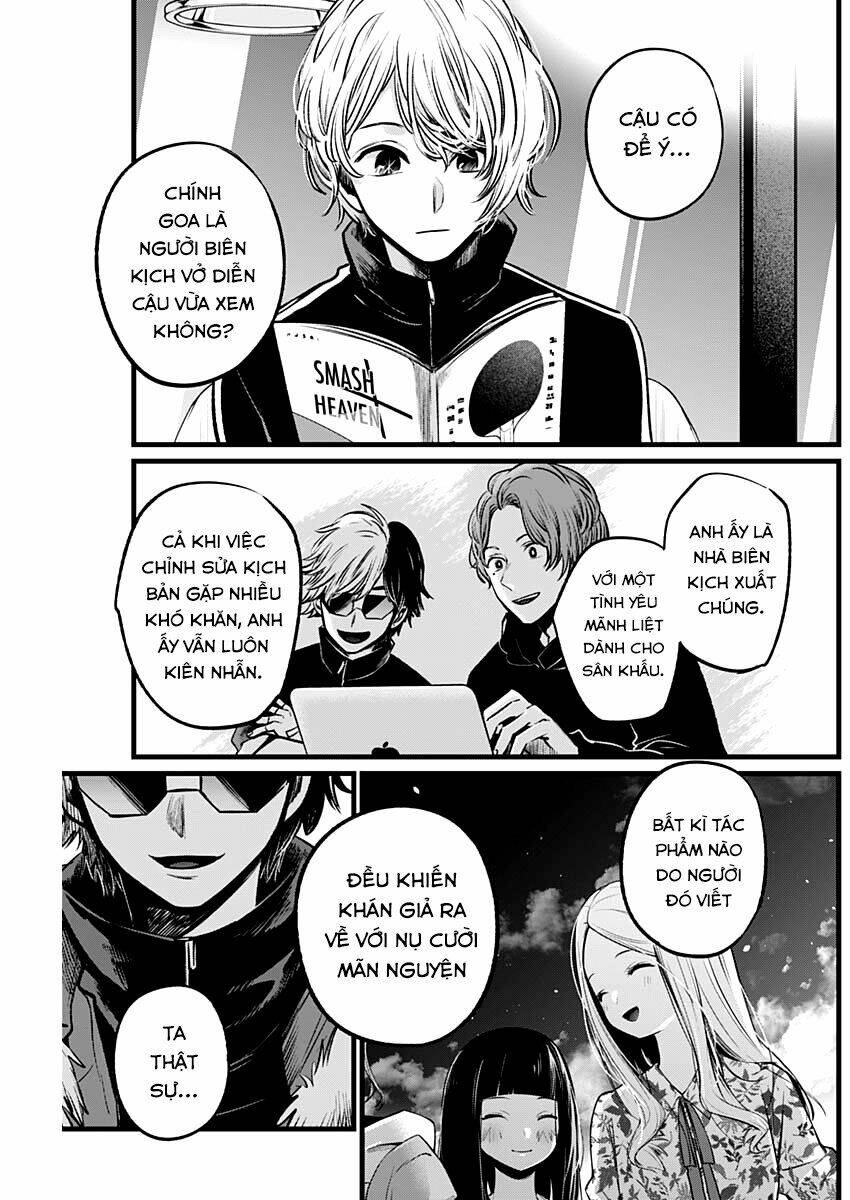 CẬU CÓ
ĐỂ Ý...
CHÍNH
GOA LÀ
NGƯỜI BIÊN
KỊCH VỞ DIỄN
CẬU VỪA XEM
KHÔNG?
SMASH
HEAVEN
ANH ẤY LÀ
NHÀ BIÊN
KỊCH XUẤT
CHÚNG.
VỚI MỘT
TÌNH YÊU
MÃNH LIỆT
DÀNH CHO
SÂN KHẤU.
CẢ KHI VIỆC
CHỈNH SỬA KỊCH
BẢN GẶP NHIỀU
KHÓ KHĂN, ANH
ẤY VẪN LUÔN
KIÊN NHẪN.
BẤT KÌ TÁC
PHẨM NÀO
DO NGƯỜI
ĐÓ VIẾT
ĐỀU KHIẾN
KHÁN GIẢ RA
VỀ VỚI NỤ CƯỜI
MÃN NGUYỆN
TA
THẬT
SỰ...